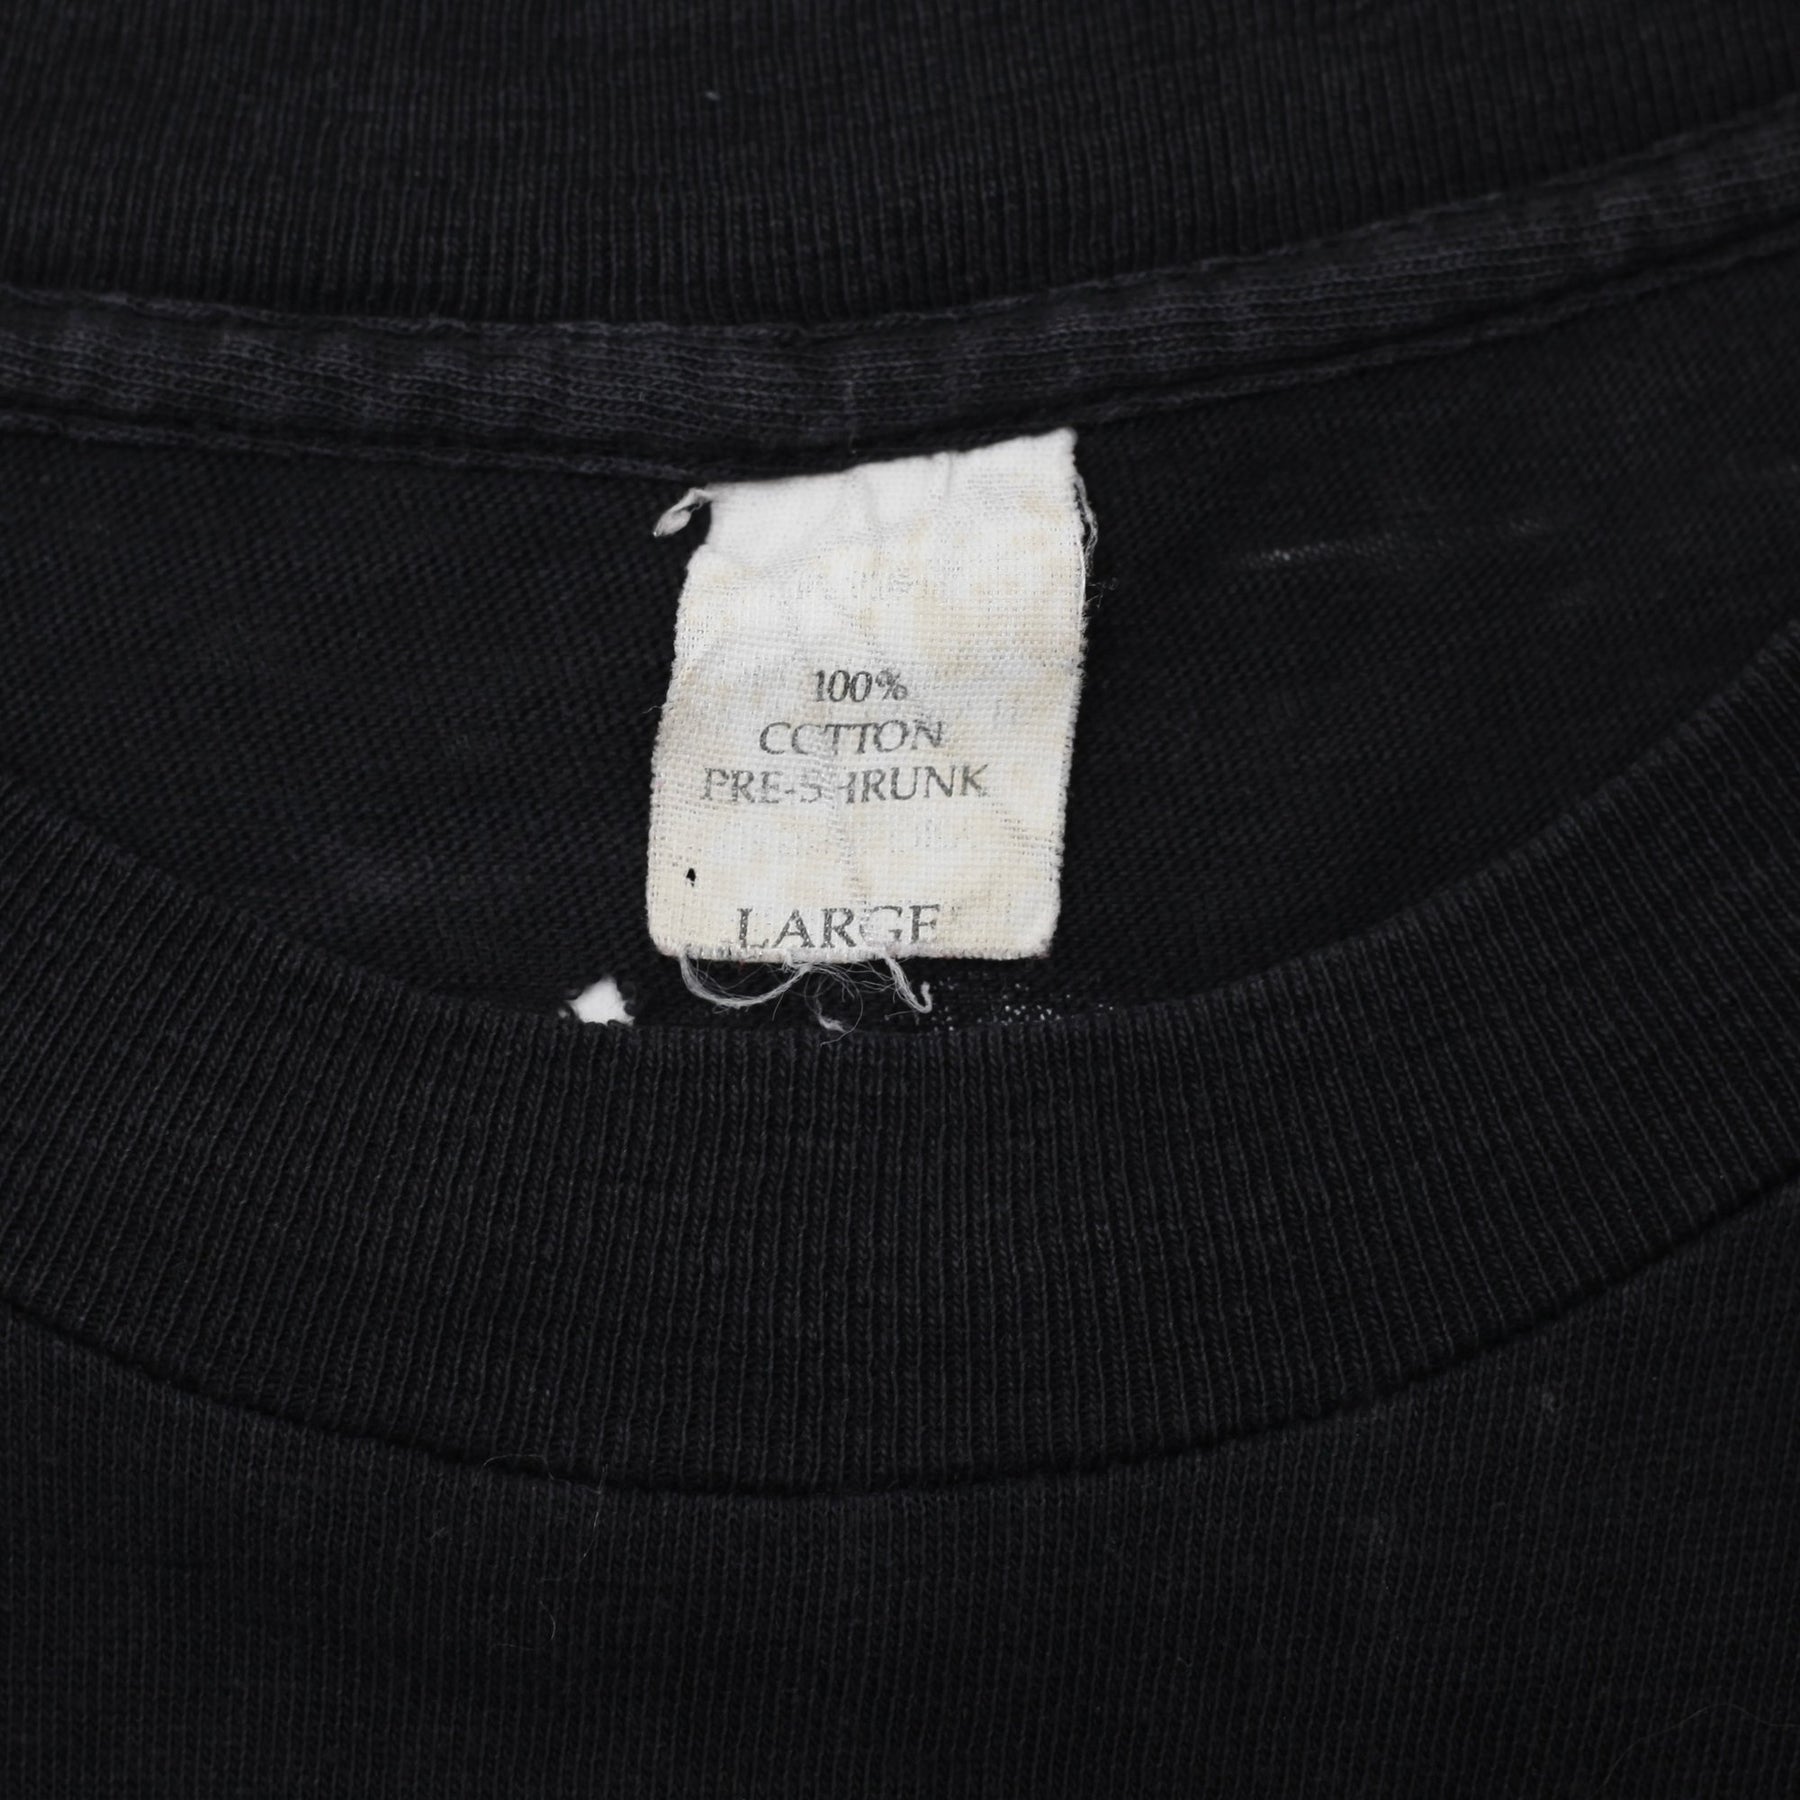 100%
COTTON
PRE-SHRUNK
LARGE